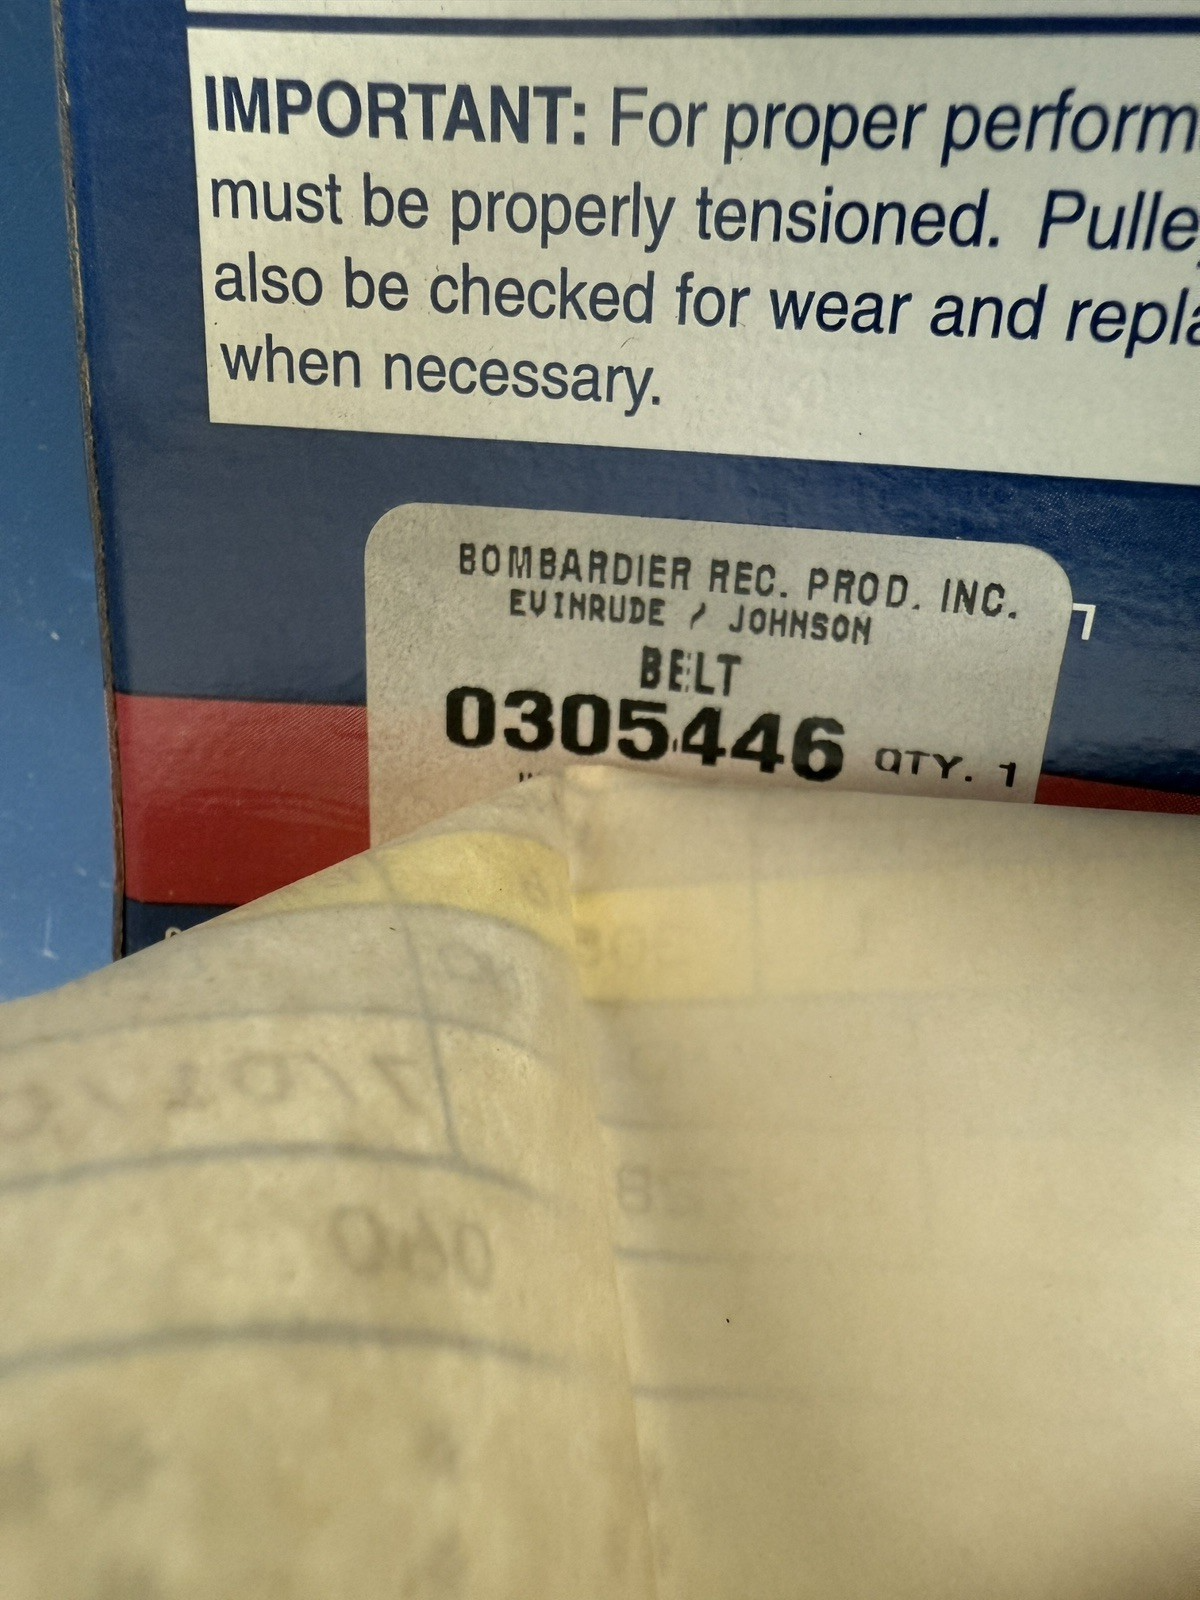 IMPORTANT: For proper perform
must be properly tensioned. Pulle
also be checked for wear and repla
when necessary.
BOMBARDIER REC. PROD. INC.
EVINRUDE / JOHNSON
BELT
0305446 QTY. 1